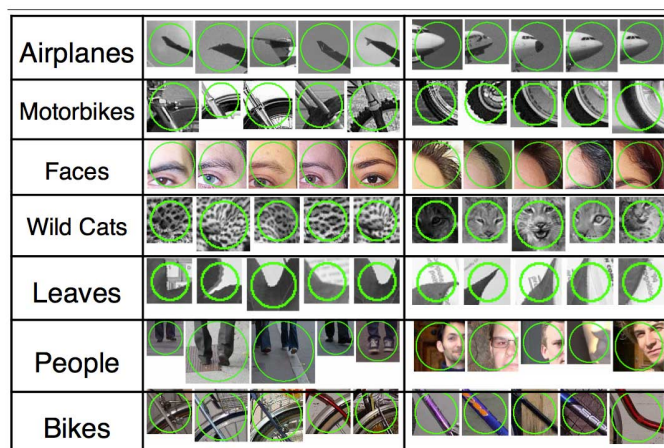 Airplanes
Motorbikes
Faces
Wild Cats
Leaves
People
Bikes